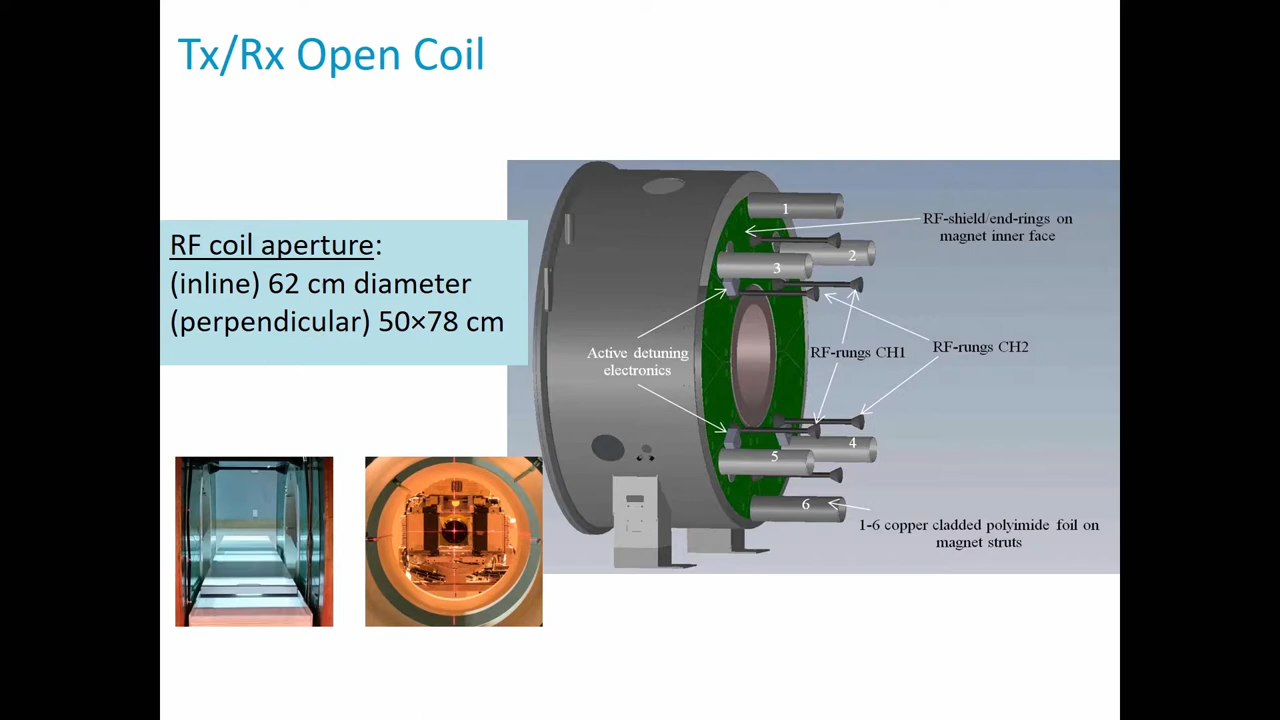 Tx/Rx Open Coil
RF coil aperture:
(inline) 62 cm diameter
(perpendicular) 50×78 cm
1
2
3
RF-shield/end-rings on
magnet inner face
Active detuning
electronics
RF-rungs CH1
RF-rungs CH2
4
5
6
1-6 copper cladded polyimide foil on
magnet struts